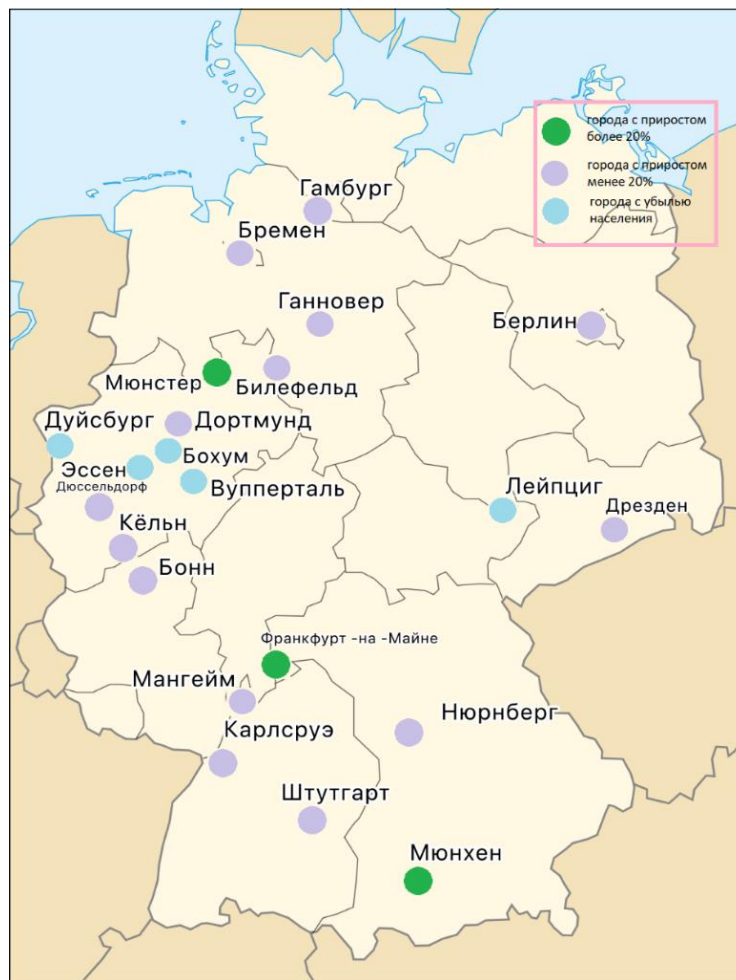 города с приростом
более 20%
города с приростом
менее 20%
города с убылью
населения
Гамбург
Бремен
Ганновер
Берлин
Мюнстер
Билефельд
Дуйсбург
Дортмунд
Бохум
Эссен
Дюссельдорф
Вупперталь
Лейпциг
Дрезден
Кёльн
Бонн
Франкфурт -на -Майне
Мангейм
Нюрнберг
Карлсруэ
Штутгарт
Мюнхен